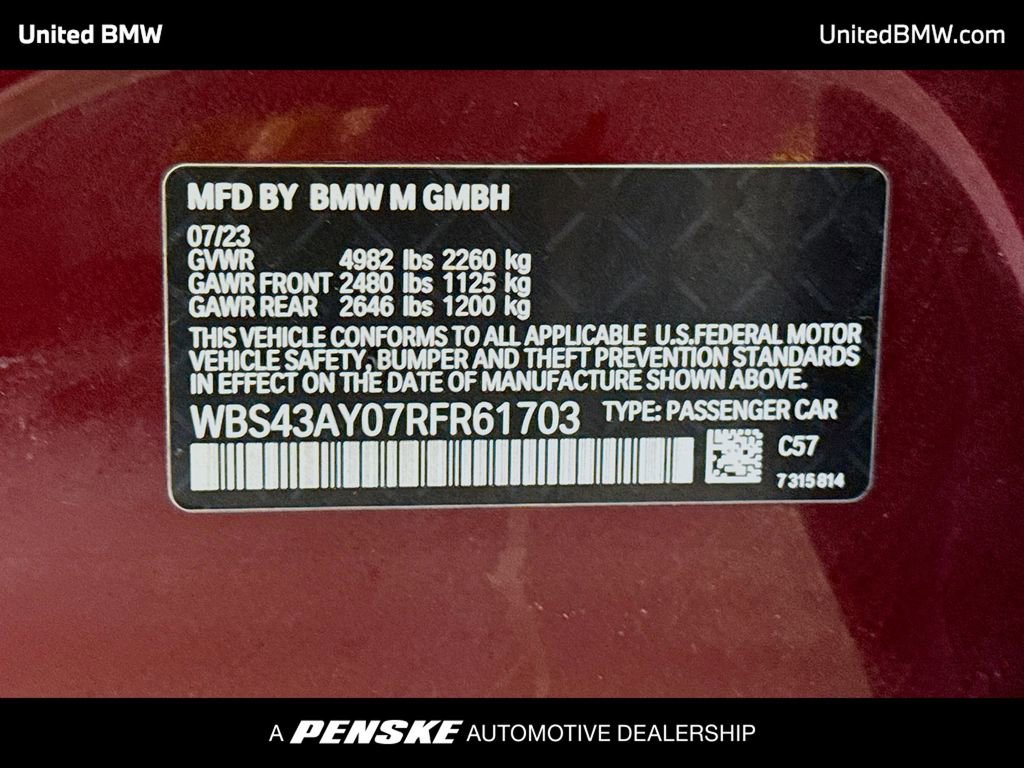 United BMW
UnitedBMW.com
MFD BY BMW M GMBH
07/23
GVWR 4982 lbs 2260 kg
GAWR FRONT 2480 lbs 1125 kg
GAWR REAR 2646 lbs 1200 kg
THIS VEHICLE CONFORMS TO ALL APPLICABLE U.S.FEDERAL MOTOR
VEHICLE SAFETY, BUMPER AND THEFT PREVENTION STANDARDS
IN EFFECT ON THE DATE OF MANUFACTURE SHOWN ABOVE.
WBS43AY07RFR61703 TYPE: PASSENGER CAR
C57
7315814
A PENSKE AUTOMOTIVE DEALERSHIP